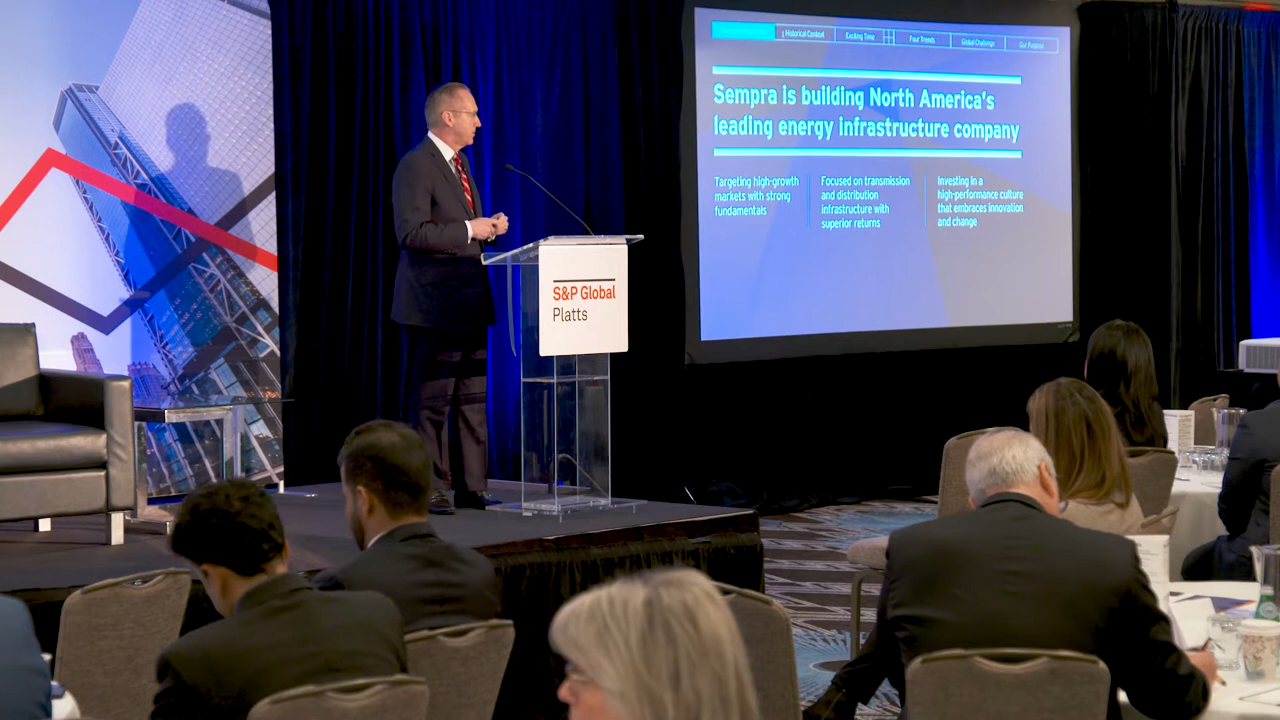 Historical Context
Exciting Time
Four Trends
Global Challenge
Our Purpose
Sempra is building North America's
leading energy infrastructure company
Targeting high-growth
markets with strong
fundamentals
Focused on transmission
and distribution
infrastructure with
superior returns
Investing in a
high-performance culture
that embraces innovation
and change
S&P Global
Platts